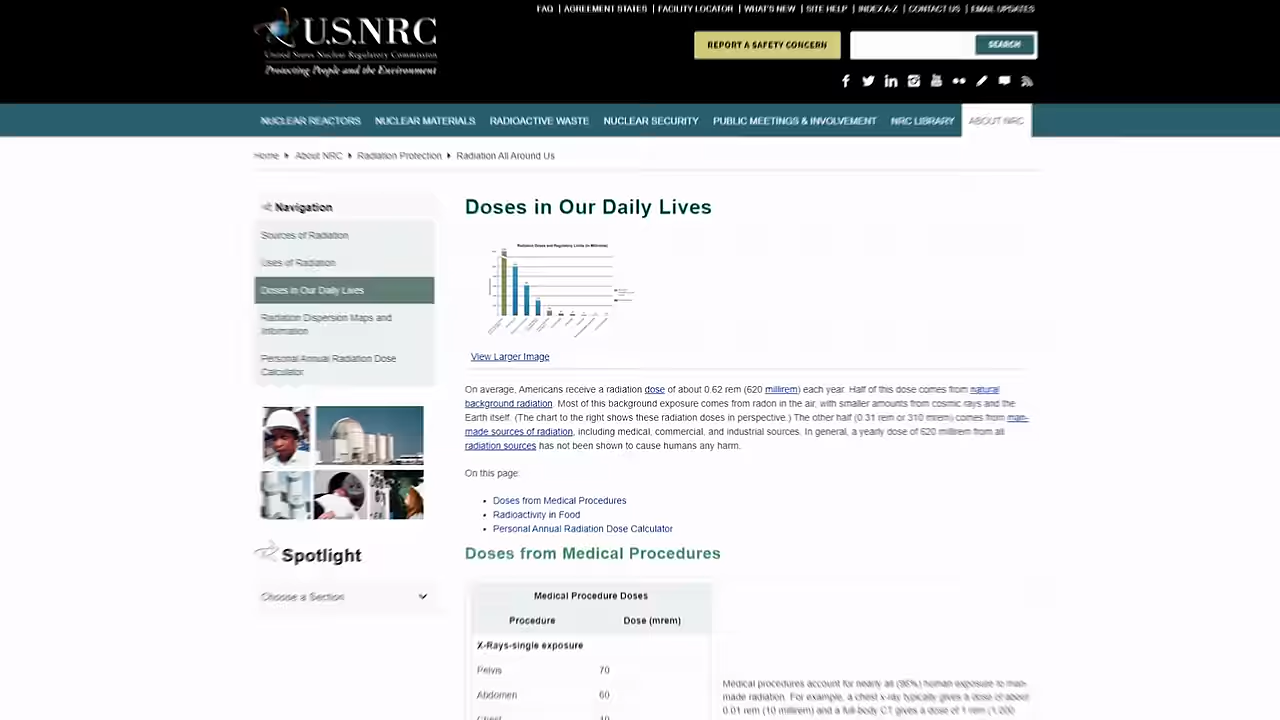 FAQ | AGREEMENT STATES | FACILITY LOCATOR | WHAT'S NEW | SITE HELP | INDEX A-Z | CONTACT US | EMAIL UPDATES
U.S.NRC
United States Nuclear Regulatory Commission
Protecting People and the Environment
REPORT A SAFETY CONCERN
SEARCH
NUCLEAR REACTORS NUCLEAR MATERIALS RADIOACTIVE WASTE NUCLEAR SECURITY PUBLIC MEETINGS & INVOLVEMENT NRC LIBRARY ABOUT NRC
Home About NRC Radiation Protection Radiation All Around Us
Navigation
Sources of Radiation
Uses of Radiation
Doses in Our Daily Lives
Radiation Dispersion Maps and
Information
Personal Annual Radiation Dose
Calculator
Spotlight
Choose a Section
Doses in Our Daily Lives
Radiation Doses and Regulatory Limits (in Millirems)
View Larger Image
On average, Americans receive a radiation dose of about 0.62 rem (620 millirem) each year. Half of this dose comes from natural
background radiation. Most of this background exposure comes from radon in the air, with smaller amounts from cosmic rays and the
Earth itself. (The chart to the right shows these radiation doses in perspective.) The other half (0.31 rem or 310 mrem) comes from man-
made sources of radiation, including medical, commercial, and industrial sources. In general, a yearly dose of 620 millirem from all
radiation sources has not been shown to cause humans any harm.
On this page:
Doses from Medical Procedures
Radioactivity in Food
Personal Annual Radiation Dose Calculator
Doses from Medical Procedures
Medical Procedure Doses
Procedure Dose (mrem)
X-Rays-single exposure
Pelvis 70
Abdomen 60
Chest 10
Medical procedures account for nearly all (96%) human exposure to man-
made radiation. For example, a chest x-ray typically gives a dose of about
0.01 rem (10 millirem) and a full-body CT gives a dose of 1 rem (1,000